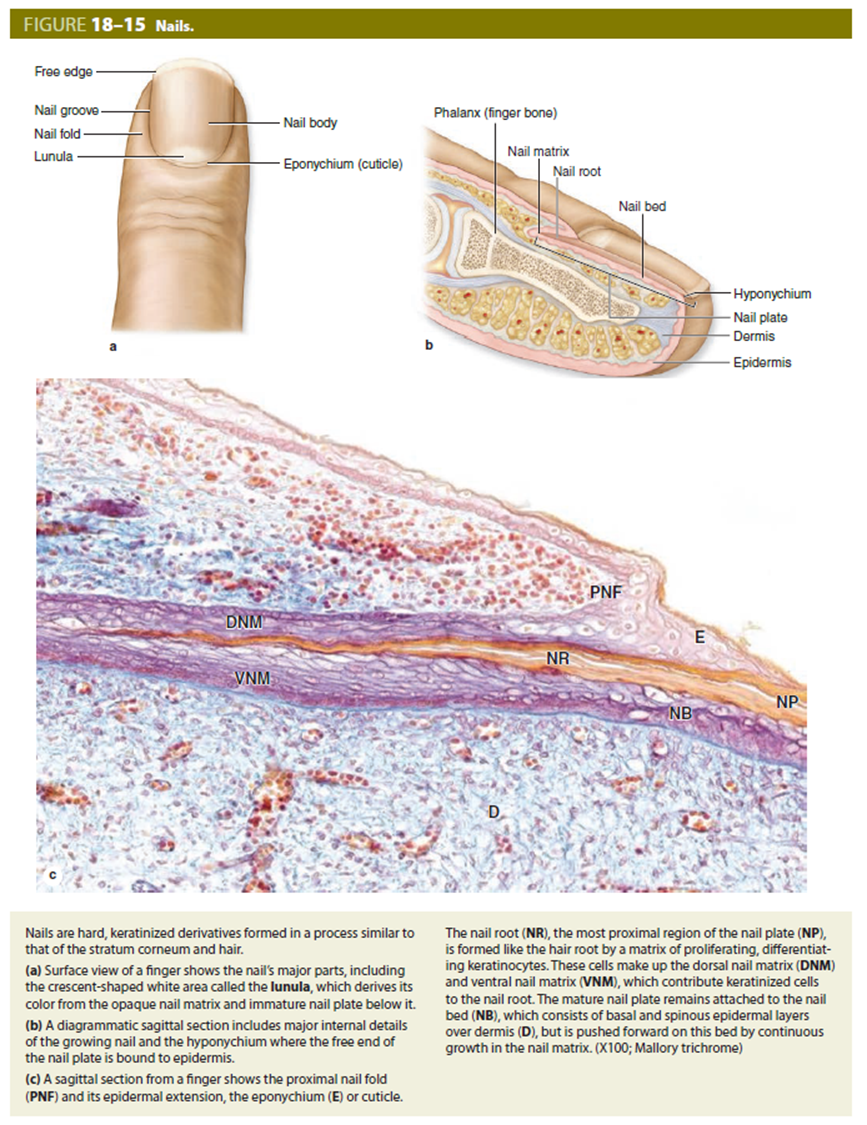 FIGURE 18–15 Nails.
Free edge
Nail groove
Nail fold
Lunula
Nail body
Eponychium (cuticle)
a
Phalanx (finger bone)
Nail matrix
Nail root
Nail bed
Hyponychium
Nail plate
Dermis
Epidermis
b
PNF
DNM
E
NR
VNM
NP
NB
D
c
Nails are hard, keratinized derivatives formed in a process similar to
that of the stratum corneum and hair.
(a) Surface view of a finger shows the nail's major parts, including
the crescent-shaped white area called the lunula, which derives its
color from the opaque nail matrix and immature nail plate below it.
(b) A diagrammatic sagittal section includes major internal details
of the growing nail and the hyponychium where the free end of
the nail plate is bound to epidermis.
(c) A sagittal section from a finger shows the proximal nail fold
(PNF) and its epidermal extension, the eponychium (E) or cuticle.
The nail root (NR), the most proximal region of the nail plate (NP),
is formed like the hair root by a matrix of proliferating, differentiat-
ing keratinocytes. These cells make up the dorsal nail matrix (DNM)
and ventral nail matrix (VNM), which contribute keratinized cells
to the nail root. The mature nail plate remains attached to the nail
bed (NB), which consists of basal and spinous epidermal layers
over dermis (D), but is pushed forward on this bed by continuous
growth in the nail matrix. (X100; Mallory trichrome)